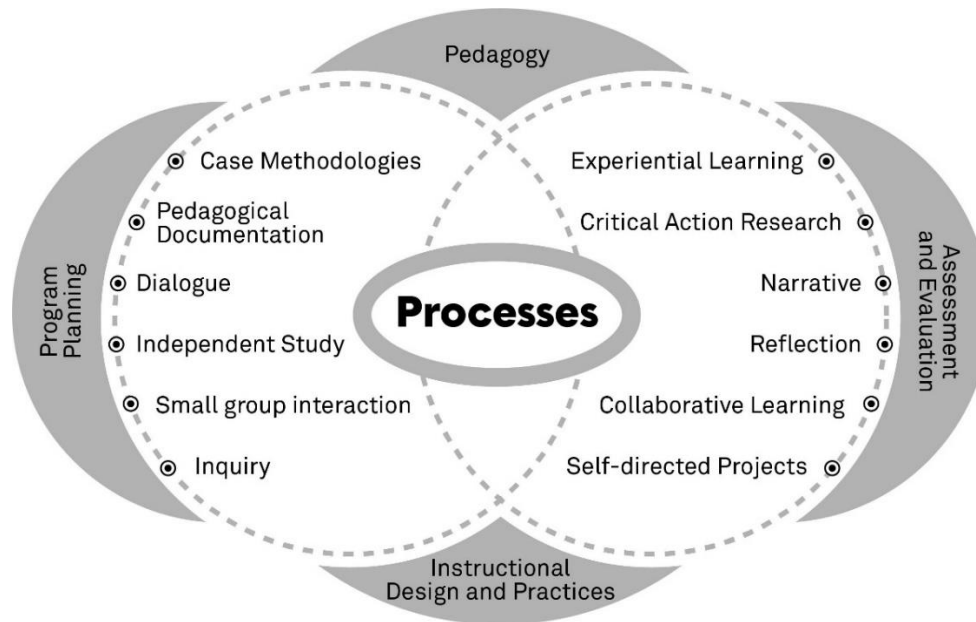 Pedagogy
Program
Planning
Case Methodologies
Pedagogical
Documentation
Dialogue
Independent Study
Small group interaction
Inquiry
Processes
Experiential Learning
Critical Action Research
Narrative
Reflection
Collaborative Learning
Self-directed Projects
Assessment
and Evaluation
Instructional
Design and Practices